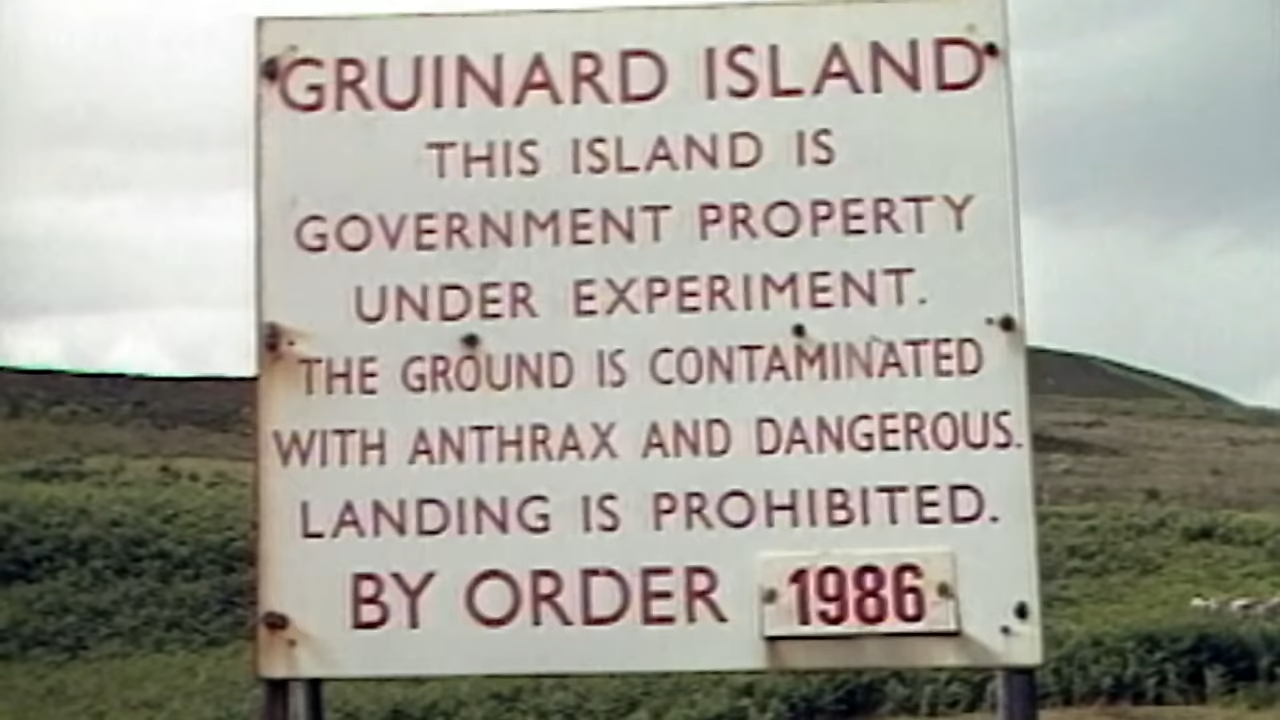 GRUINARD ISLAND
THIS ISLAND IS
GOVERNMENT PROPERTY
UNDER EXPERIMENT.
THE GROUND IS CONTAMINATED
WITH ANTHRAX AND DANGEROUS.
LANDING IS PROHIBITED.
BY ORDER 1986